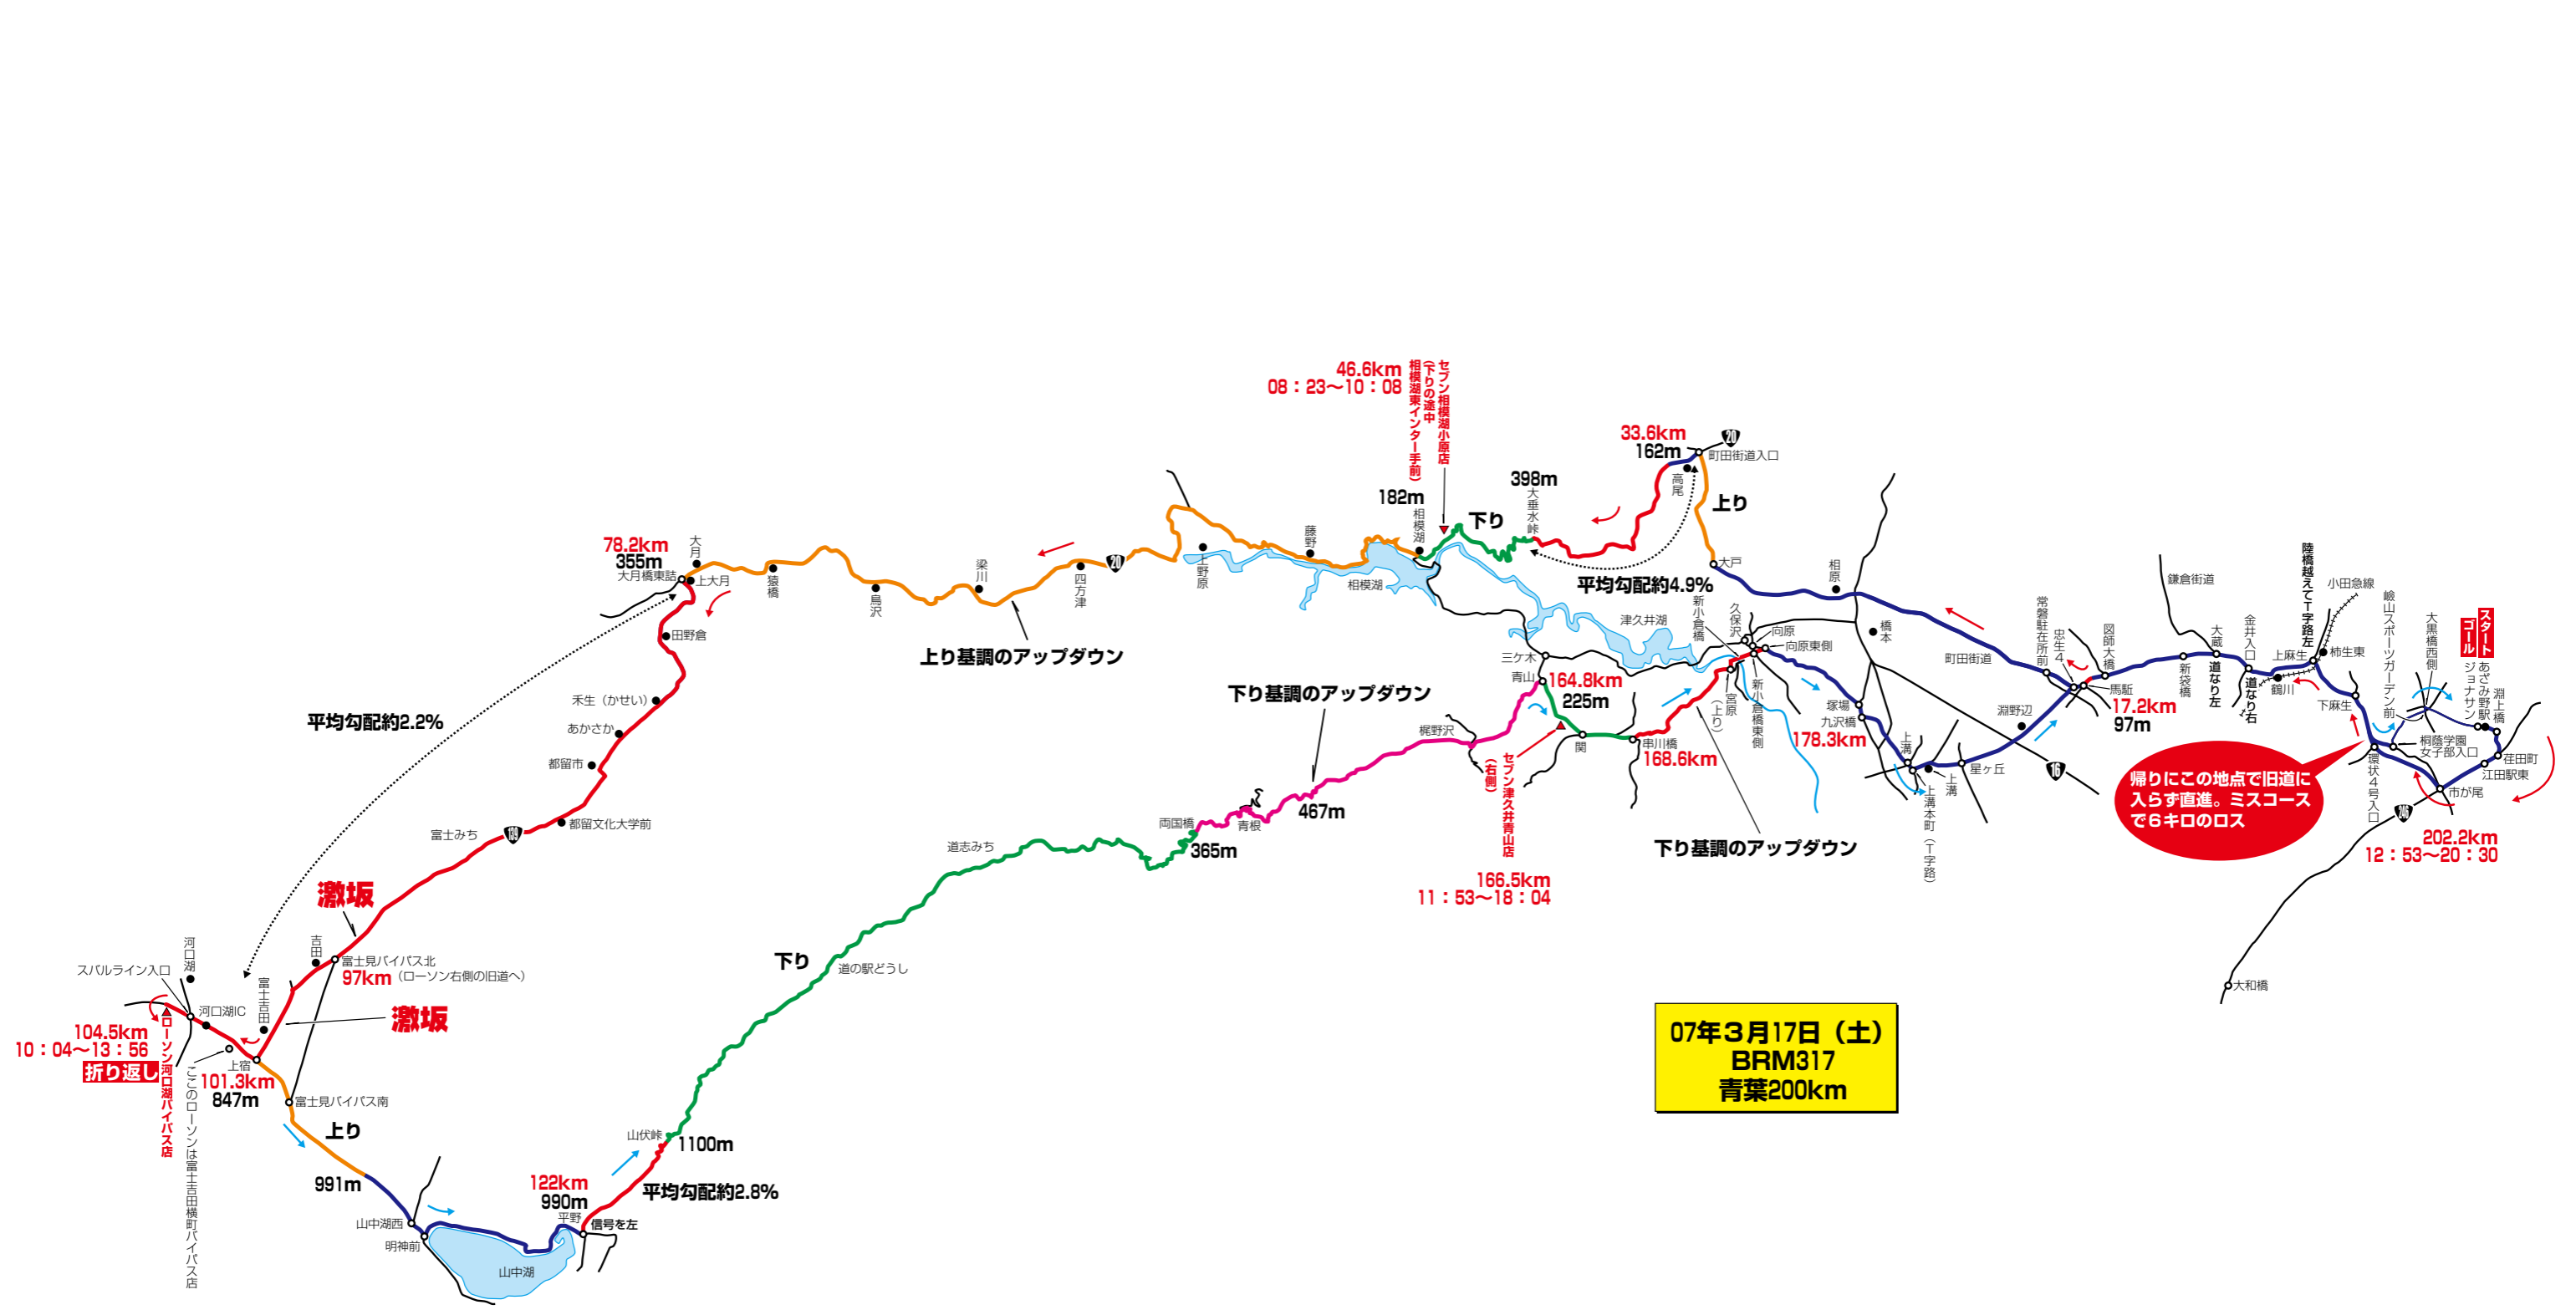 46.6km
08：23～10：08
セブン相模湖小原店
(下りの途中
相模湖東インター手前)
182m
相模湖
下り
398m
大垂水峠
33.6km
162m
高尾
20
町田街道入口
上り
平均勾配約4.9%
大戸
相原
橋本
町田街道
常磐駐在所前
忠生４
図師大橋
馬駈
17.2km
97m
鎌倉街道
新袋橋
大蔵
道なり左
金井入口
道なり右
鶴川
上麻生
陸橋越えてＴ字路左
小田急線
柿生東
下麻生
嶮山スポーツガーデン前
大黒橋西側
スタート
ゴール
あざみ野駅
ジョナサン
淵上橋
桐蔭学園
女子部入口
環状４号入口
荏田町
江田駅東
市が尾
246
202.2km
12：53～20：30
大和橋
帰りにこの地点で旧道に
入らず直進。ミスコース
で６キロのロス
78.2km
355m
大月橋東詰
大月
上大月
猿橋
鳥沢
梁川
四方津
20
上野原
藤野
相模湖
上り基調のアップダウン
田野倉
禾生（かせい）
あかさか
都留市
都留文化大学前
富士みち
139
平均勾配約2.2%
激坂
吉田
富士見バイパス北
97km（ローソン右側の旧道へ）
激坂
河口湖
スバルライン入口
河口湖IC
富士吉田
104.5km
10：04～13：56
折り返し
ローソン河口湖バイパス店
ここのローソンは富士吉田横町バイパス店
上宿
101.3km
847m
富士見バイパス南
上り
991m
山中湖西
明神前
山中湖
122km
990m
平野
信号を左
平均勾配約2.8%
山伏峠
1100m
下り
道の駅どうし
道志みち
両国橋
365m
青根
467m
下り基調のアップダウン
梶野沢
三ケ木
青山
164.8km
225m
セブン津久井青山店
(右側)
166.5km
11：53～18：04
関
串川橋
168.6km
下り基調のアップダウン
津久井湖
新小倉橋
久保沢
向原
向原東側
宮原
(上り)
新小倉橋東側
塚場
九沢橋
178.3km
上溝
上溝
上溝本町（Ｔ字路）
星ヶ丘
淵野辺
16
07年３月17日（土）
BRM317
青葉200km